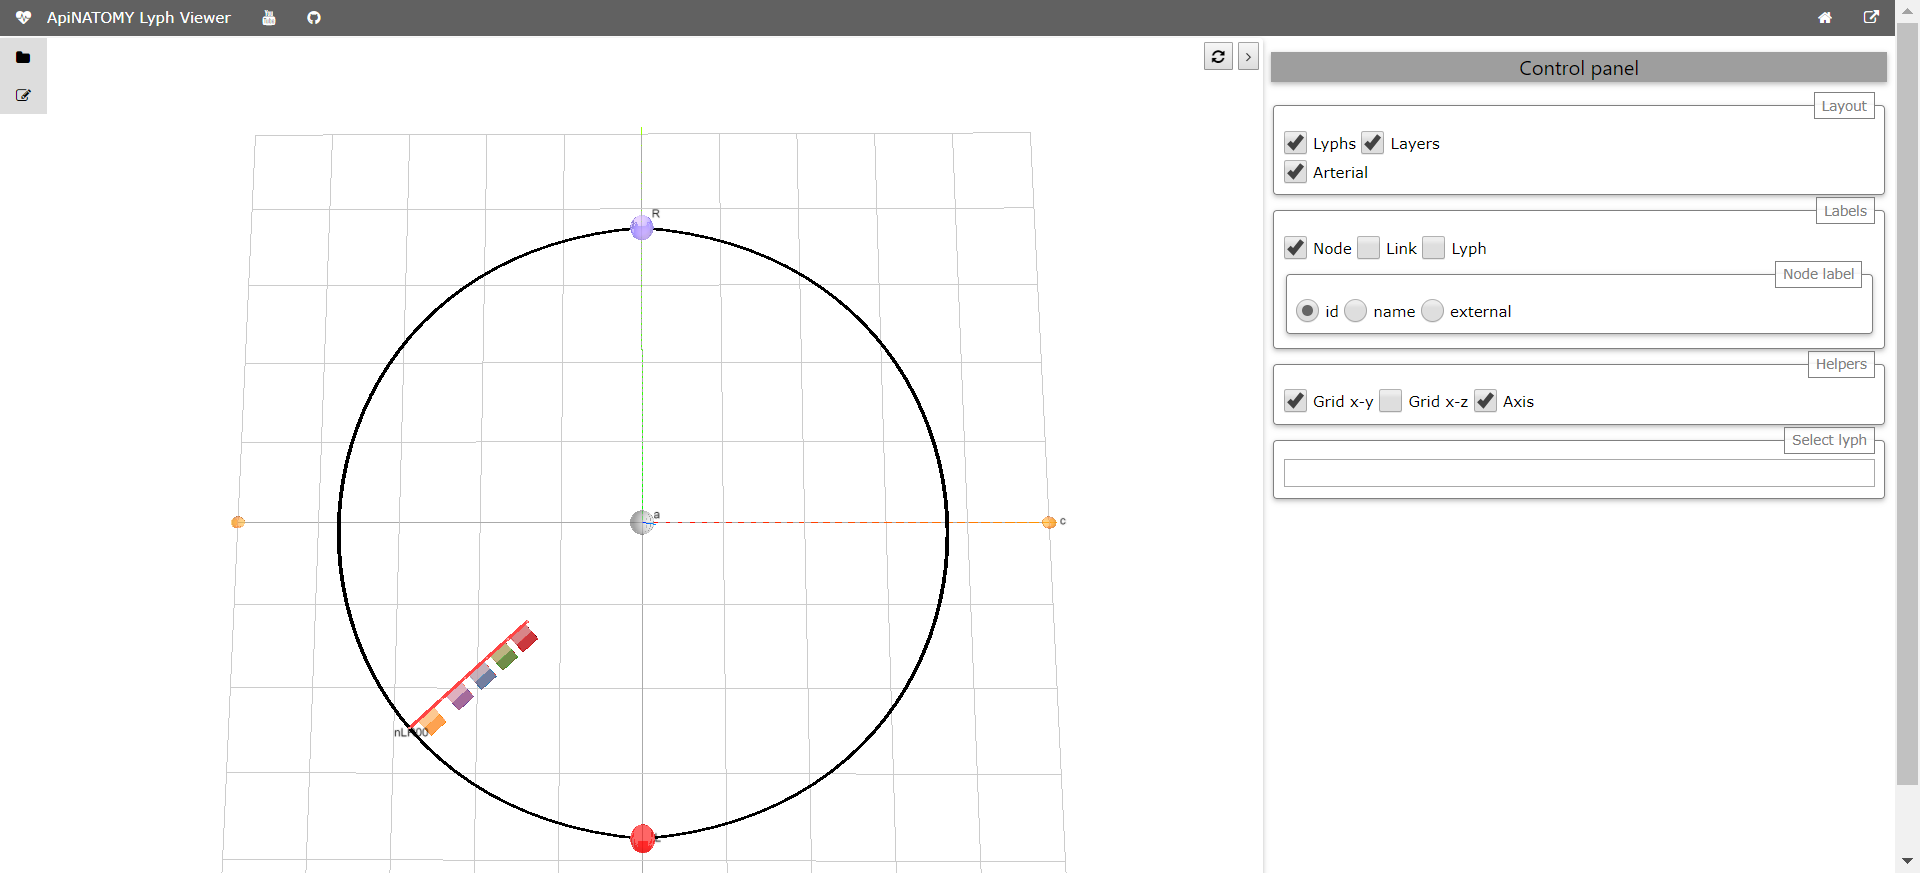 ApiNATOMY Lyph Viewer
Control panel
Layout
Lyphs Layers
Arterial
Labels
Node Link Lyph
Node label
id name external
Helpers
Grid x-y Grid x-z Axis
Select lyph
R
a
c